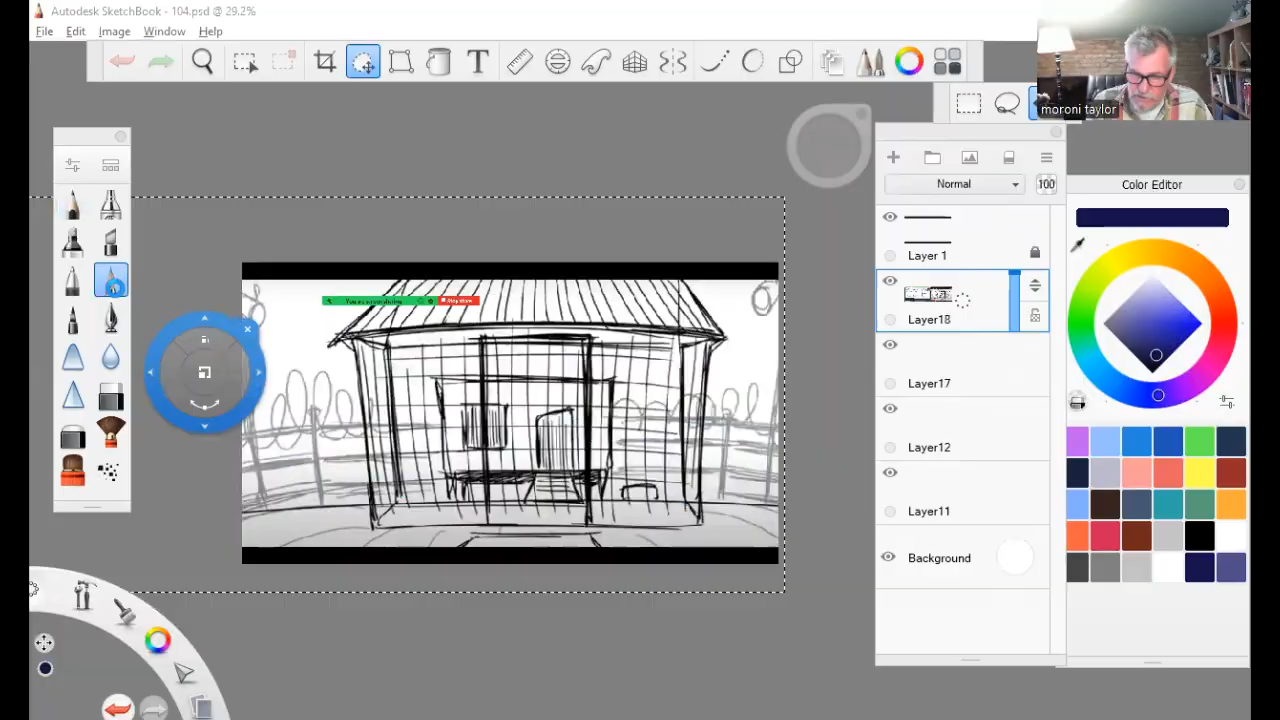 Autodesk SketchBook - 104.psd @ 29.2%
File Edit Image Window Help
T
moroni taylor
Normal 100
Color Editor
Layer 1
Layer18
Layer17
Layer12
Layer11
Background